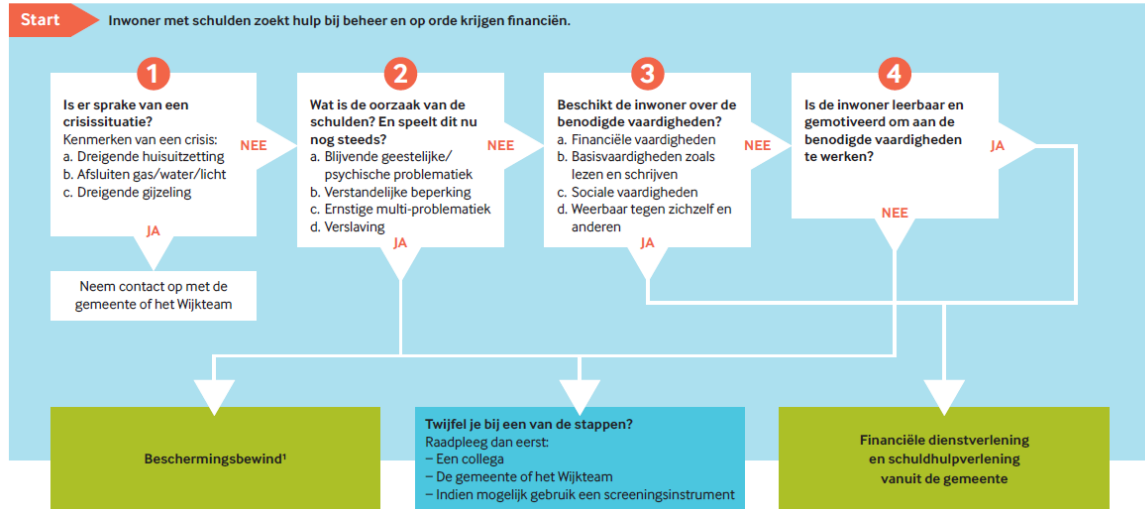 Start
Inwoner met schulden zoekt hulp bij beheer en op orde krijgen financiën.
1
Is er sprake van een
crisissituatie?
Kenmerken van een crisis:
a. Dreigende huisuitzetting
b. Afsluiten gas/water/licht
c. Dreigende gijzeling
NEE
JA
Neem contact op met de
gemeente of het Wijkteam
2
Wat is de oorzaak van de
schulden? En speelt dit nu
nog steeds?
a. Blijvende geestelijke/
psychische problematiek
b. Verstandelijke beperking
c. Ernstige multi-problematiek
d. Verslaving
NEE
JA
3
Beschikt de inwoner over de
benodigde vaardigheden?
a. Financiële vaardigheden
b. Basisvaardigheden zoals
lezen en schrijven
c. Sociale vaardigheden
d. Weerbaar tegen zichzelf en
anderen
NEE
JA
4
Is de inwoner leerbaar en
gemotiveerd om aan de
benodigde vaardigheden
te werken?
JA
NEE
Beschermingsbewind¹
Twijfel je bij een van de stappen?
Raadpleeg dan eerst:
– Een collega
– De gemeente of het Wijkteam
– Indien mogelijk gebruik een screeningsinstrument
Financiële dienstverlening
en schuldhulpverlening
vanuit de gemeente